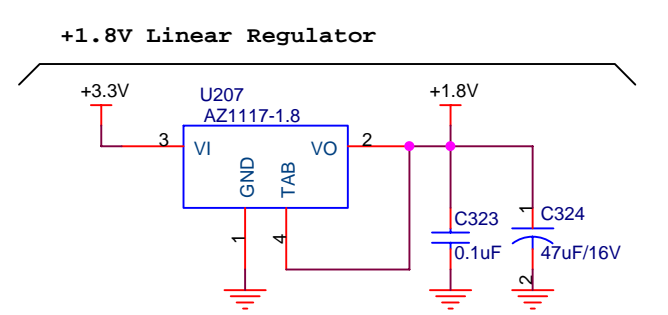 +1.8V Linear Regulator
+3.3V
+1.8V
U207
AZ1117-1.8
3
VI
VO
2
GND
TAB
1
4
C323
0.1uF
1
C324
47uF/16V
2